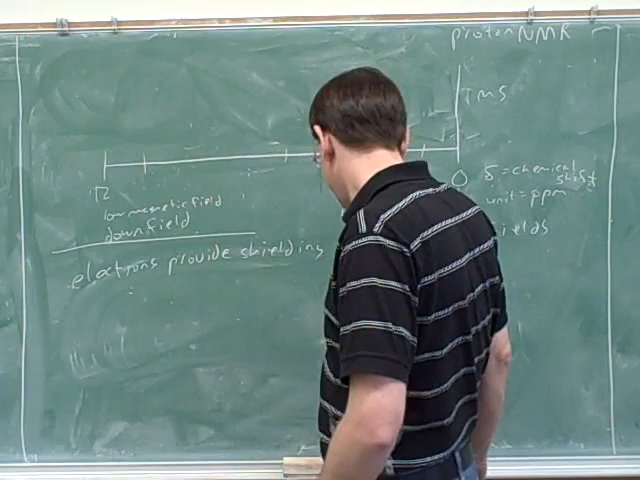 proton NMR
TMS
12
0
δ = chemical
shift
unit = ppm
low magnetic field
downfield
ields
electrons provide shielding